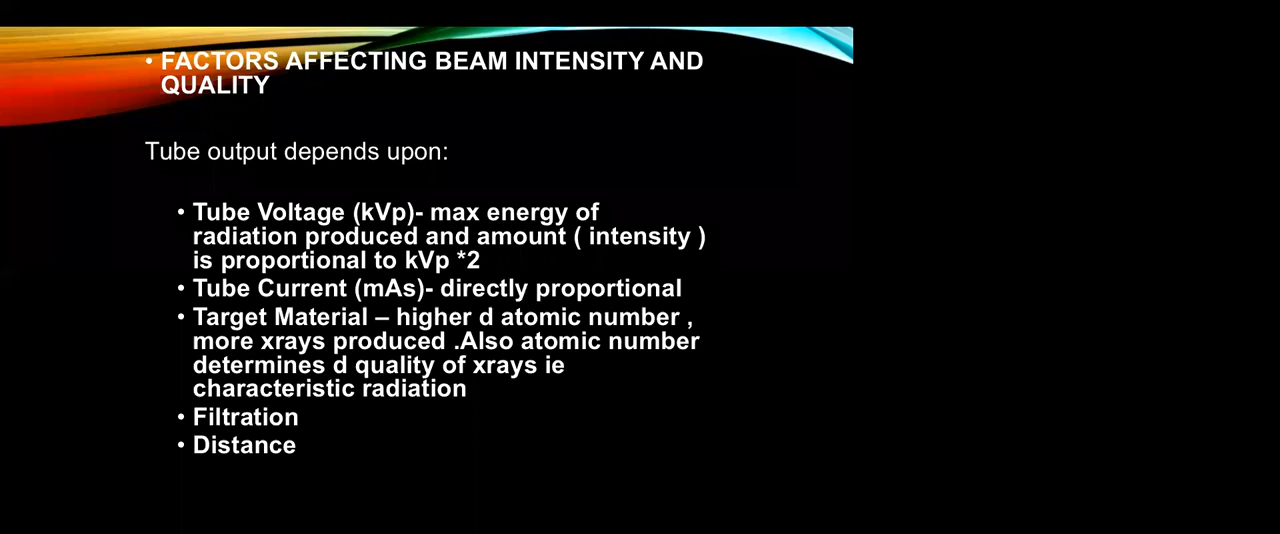 • FACTORS AFFECTING BEAM INTENSITY AND
QUALITY
Tube output depends upon:
• Tube Voltage (kVp)- max energy of
radiation produced and amount ( intensity )
is proportional to kVp *2
• Tube Current (mAs)- directly proportional
• Target Material – higher d atomic number ,
more xrays produced .Also atomic number
determines d quality of xrays ie
characteristic radiation
• Filtration
• Distance